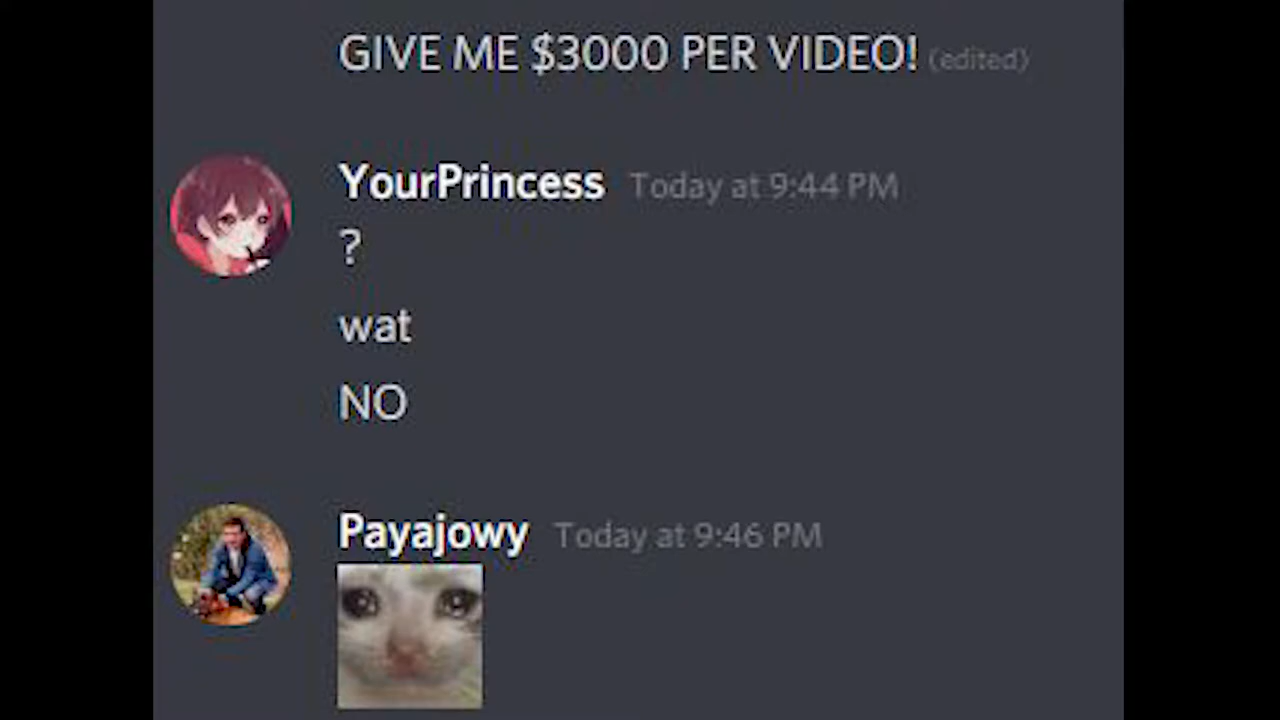 GIVE ME $3000 PER VIDEO! (edited)
YourPrincess Today at 9:44 PM
?
wat
NO
Payajowy Today at 9:46 PM